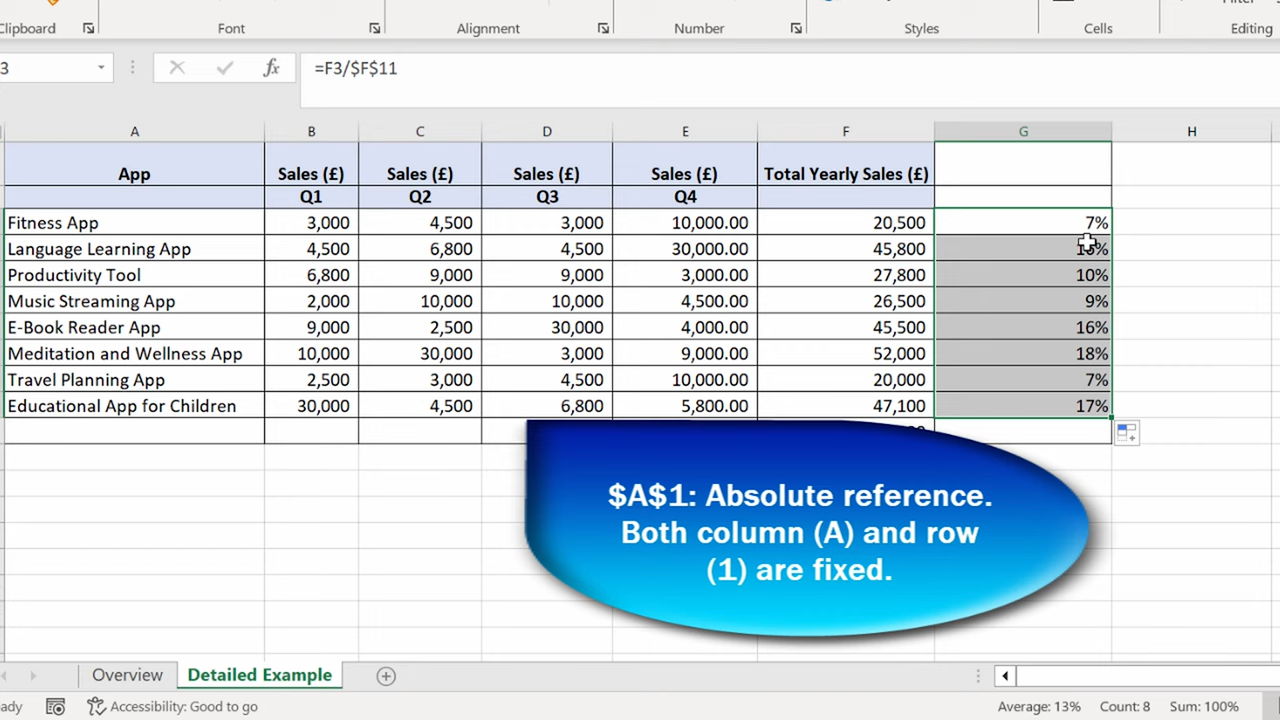 Clipboard Font Alignment Number Styles Cells Editing
3 fx =F3/$F$11
A B C D E F G H
App Sales (£) Sales (£) Sales (£) Sales (£) Total Yearly Sales (£)
Q1 Q2 Q3 Q4
Fitness App 3,000 4,500 3,000 10,000.00 20,500 7%
Language Learning App 4,500 6,800 4,500 30,000.00 45,800
Productivity Tool 6,800 9,000 9,000 3,000.00 27,800 10%
Music Streaming App 2,000 10,000 10,000 4,500.00 26,500 9%
E-Book Reader App 9,000 2,500 30,000 4,000.00 45,500 16%
Meditation and Wellness App 10,000 30,000 3,000 9,000.00 52,000 18%
Travel Planning App 2,500 3,000 4,500 10,000.00 20,000 7%
Educational App for Children 30,000 4,500 6,800 5,800.00 47,100 17%
$A$1: Absolute reference.
Both column (A) and row
(1) are fixed.
Overview Detailed Example
eady Accessibility: Good to go Average: 13% Count: 8 Sum: 100%